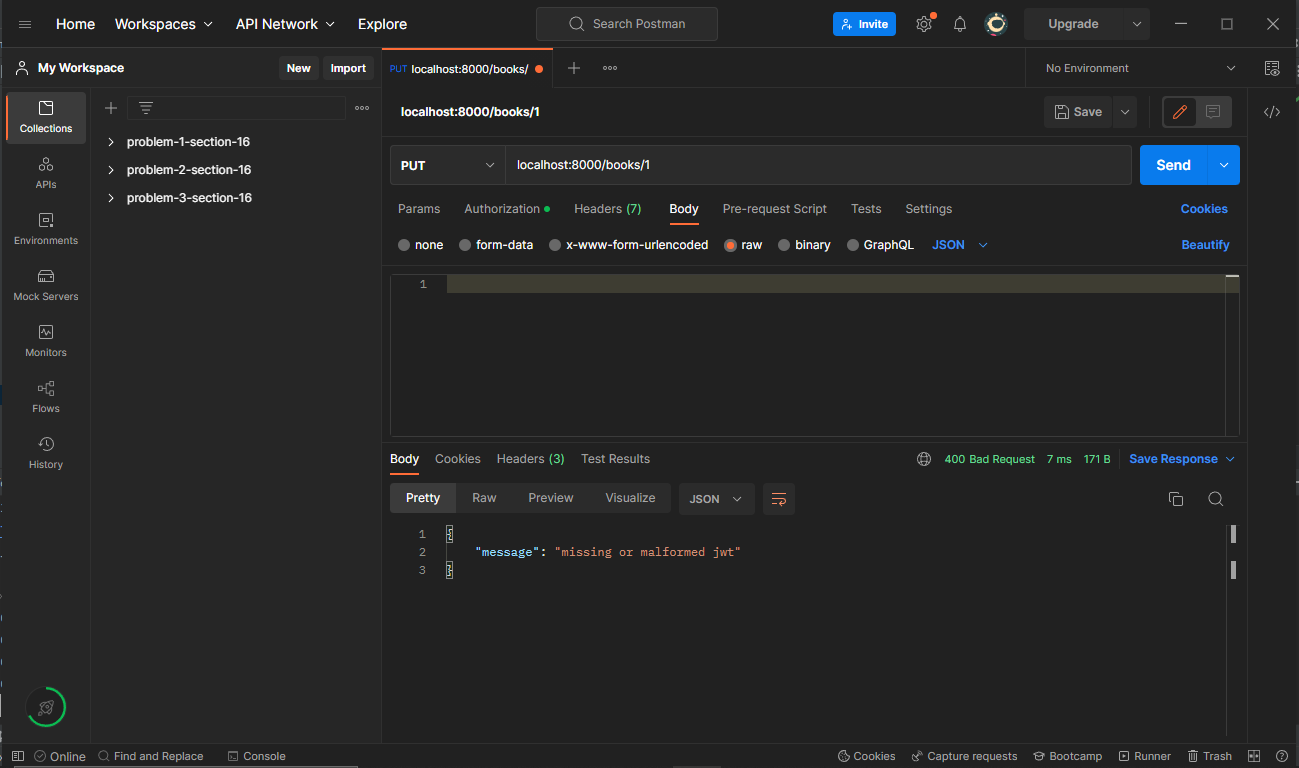 Home Workspaces API Network Explore Search Postman Invite Upgrade
My Workspace New Import PUT localhost:8000/books/ No Environment
localhost:8000/books/1 Save
Collections
problem-1-section-16
problem-2-section-16
problem-3-section-16
APIs
Environments
Mock Servers
Monitors
Flows
History
PUT localhost:8000/books/1 Send
Params Authorization Headers (7) Body Pre-request Script Tests Settings Cookies
none form-data x-www-form-urlencoded raw binary GraphQL JSON Beautify
1
Body Cookies Headers (3) Test Results 400 Bad Request 7 ms 171 B Save Response
Pretty Raw Preview Visualize JSON
1 {
2 "message": "missing or malformed jwt"
3 }
Online Find and Replace Console Cookies Capture requests Bootcamp Runner Trash